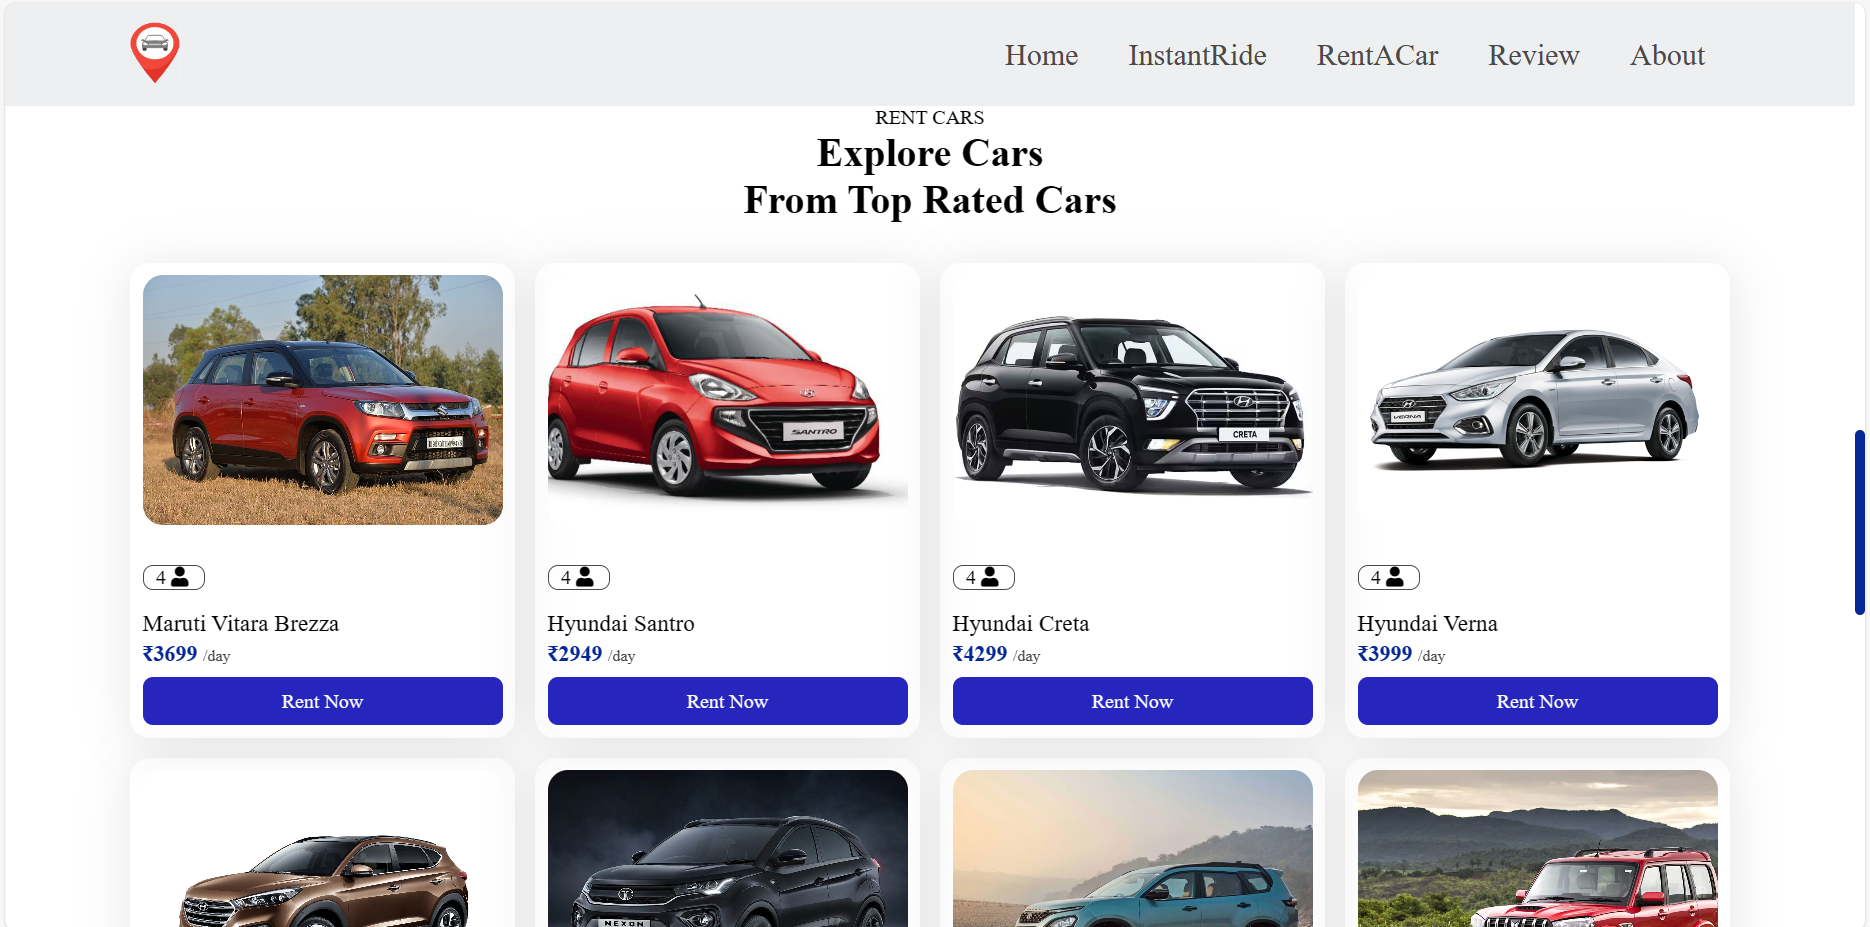 Home InstantRide RentACar Review About
RENT CARS
Explore Cars
From Top Rated Cars
SANTRO
CRETA
VERNA
4
4
4
4
Maruti Vitara Brezza
₹3699 /day
Rent Now
Hyundai Santro
₹2949 /day
Rent Now
Hyundai Creta
₹4299 /day
Rent Now
Hyundai Verna
₹3999 /day
Rent Now
NEXON